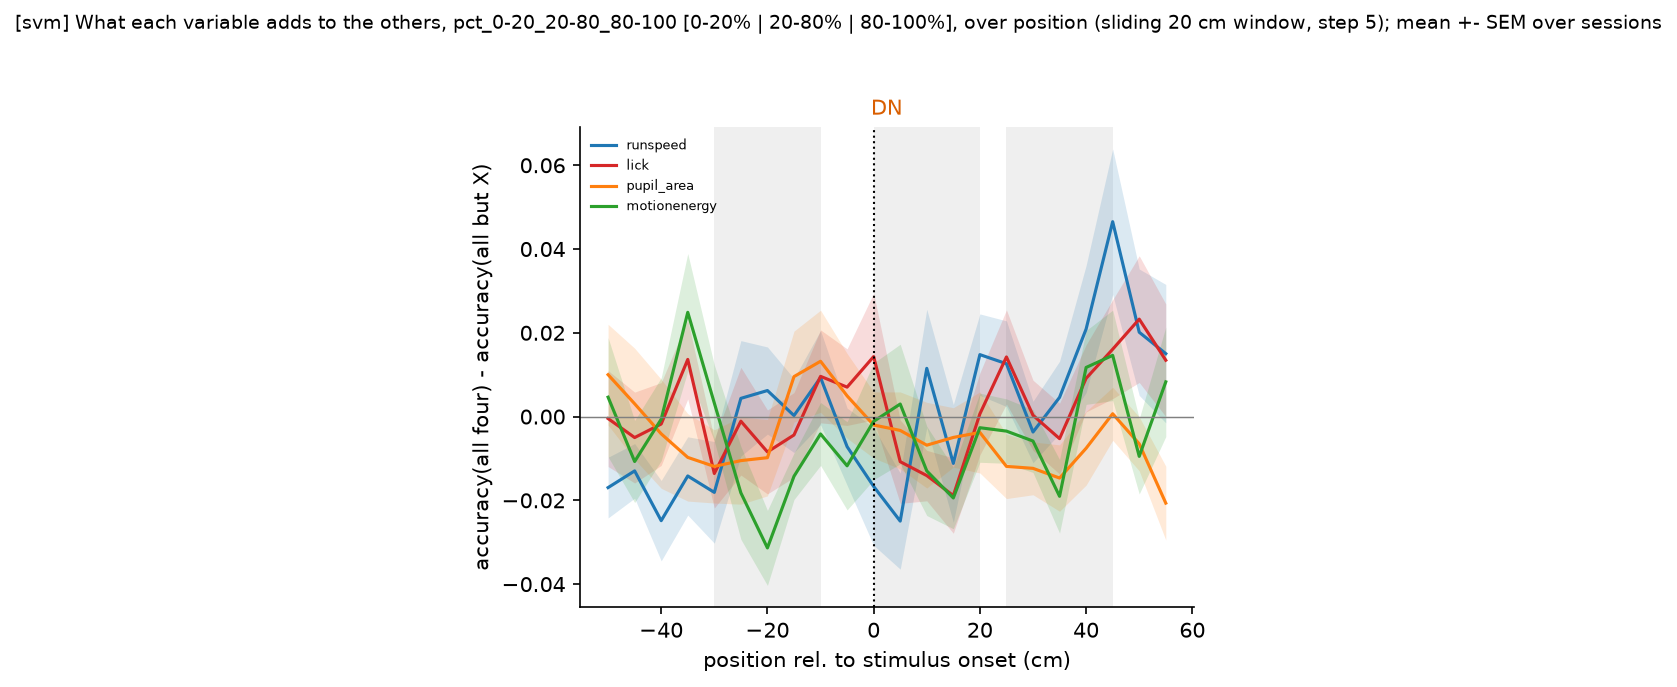 [svm] What each variable adds to the others, pct_0-20_20-80_80-100 [0-20% | 20-80% | 80-100%], over position (sliding 20 cm window, step 5); mean +- SEM over sessions
DN
runspeed
lick
pupil_area
motionenergy
accuracy(all four) - accuracy(all but X)
0.06
0.04
0.02
0.00
−0.02
−0.04
−40
−20
0
20
40
60
position rel. to stimulus onset (cm)